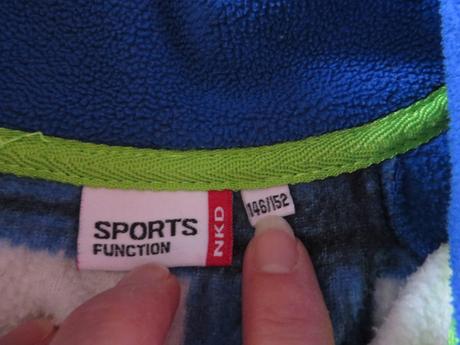 SPORTS
FUNCTION
NKD
146/152